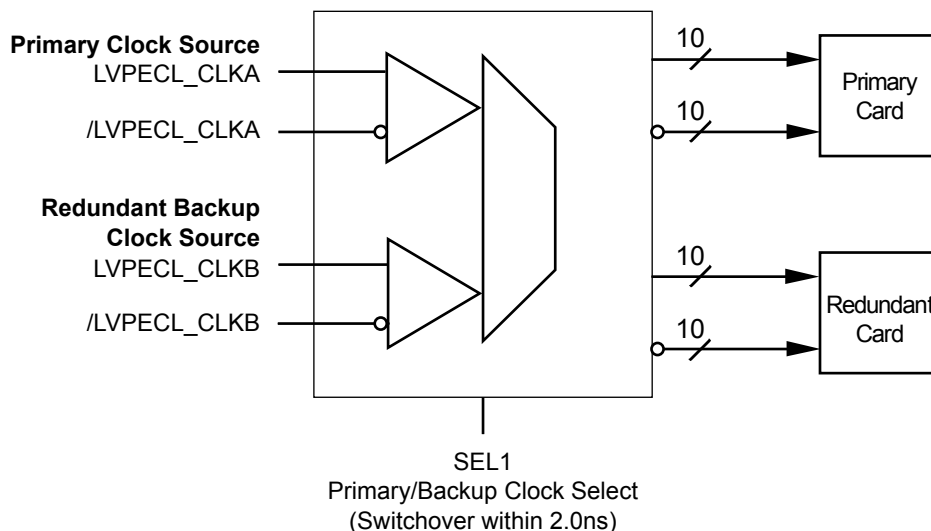 Primary Clock Source
LVPECL_CLKA
/LVPECL_CLKA
Redundant Backup
Clock Source
LVPECL_CLKB
/LVPECL_CLKB
10
10
Primary
Card
10
10
Redundant
Card
SEL1
Primary/Backup Clock Select
(Switchover within 2.0ns)